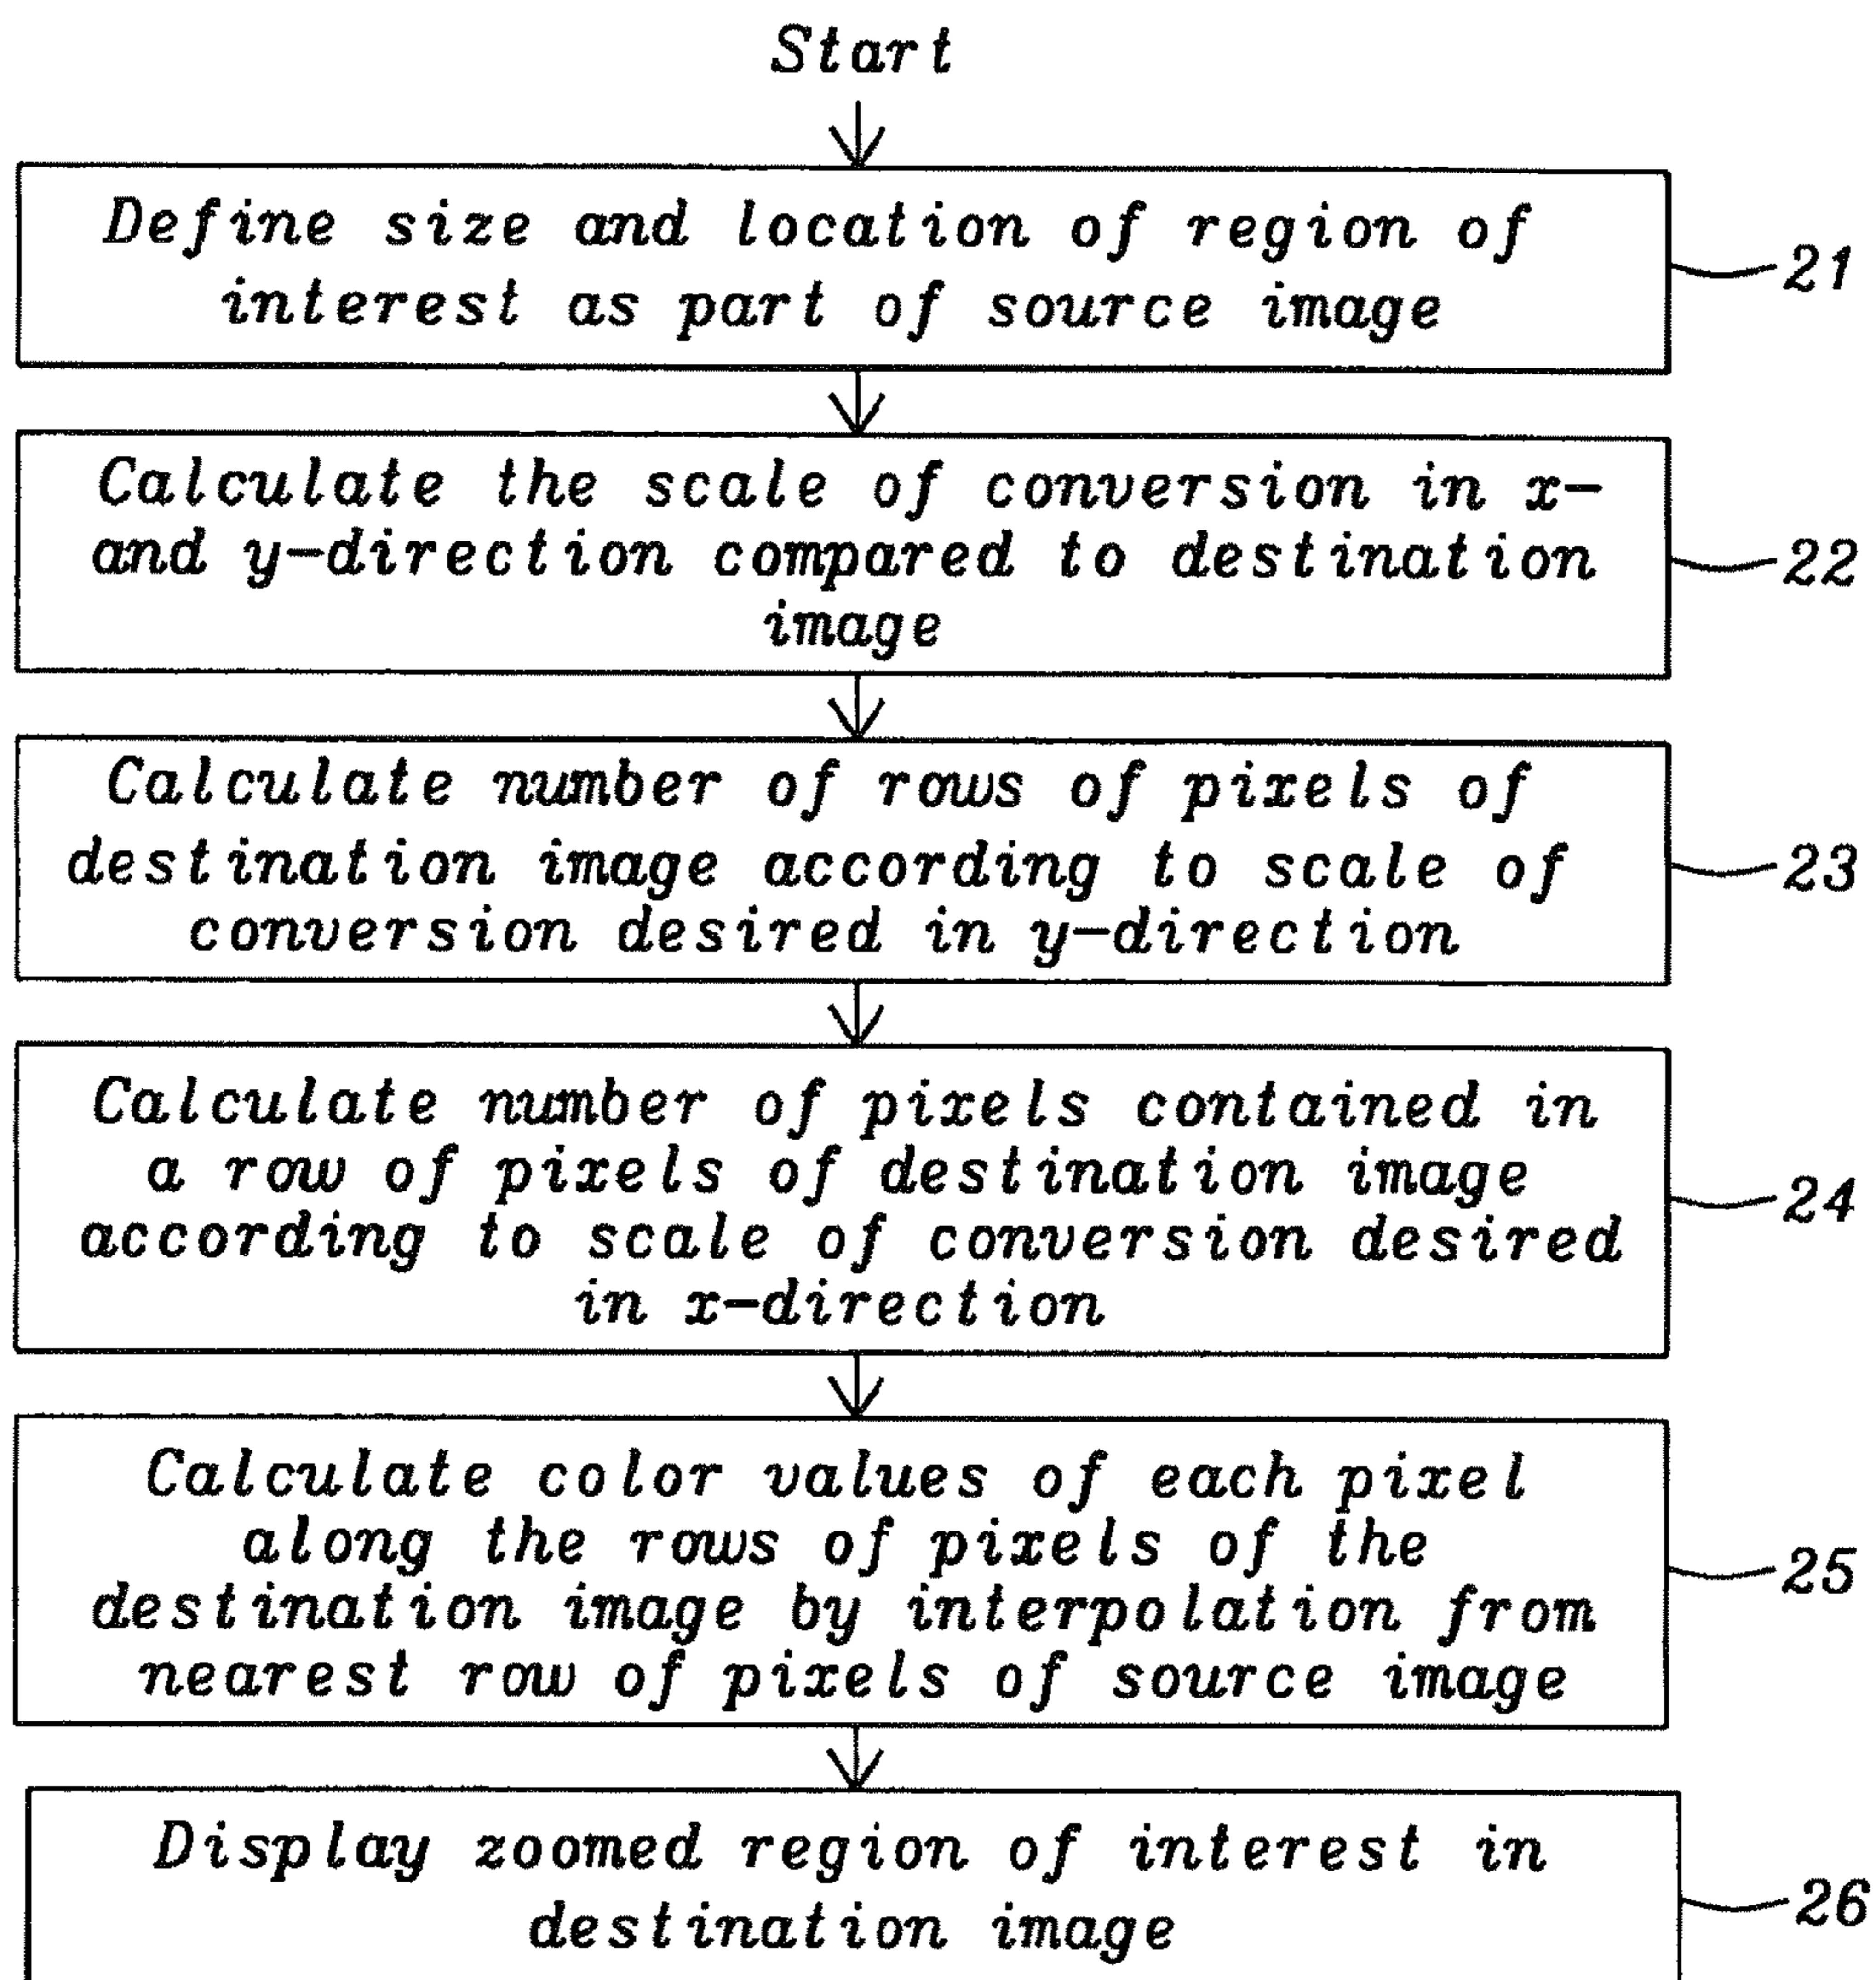 Start
Define size and location of region of
interest as part of source image
21
Calculate the scale of conversion in x-
and y-direction compared to destination
image
22
Calculate number of rows of pixels of
destination image according to scale of
conversion desired in y-direction
23
Calculate number of pixels contained in
a row of pixels of destination image
according to scale of conversion desired
in x-direction
24
Calculate color values of each pixel
along the rows of pixels of the
destination image by interpolation from
nearest row of pixels of source image
25
Display zoomed region of interest in
destination image
26